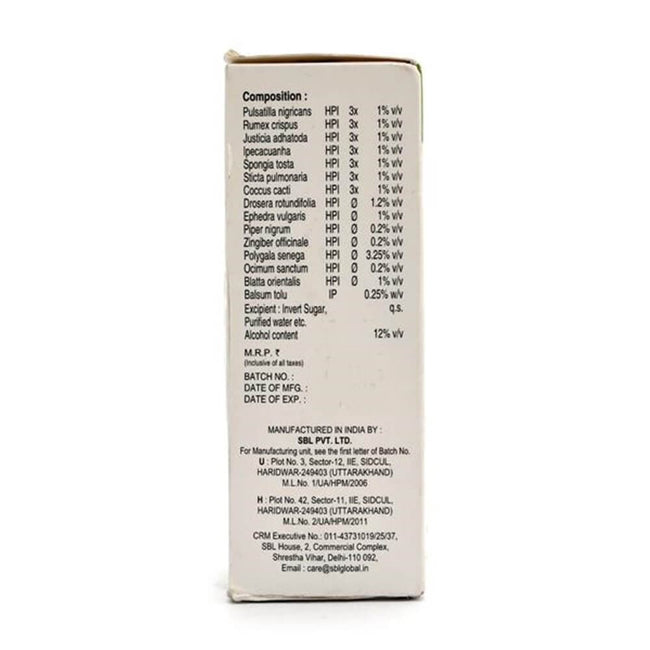 Composition :
Pulsatilla nigricans HPI 3x 1% v/v
Rumex crispus HPI 3x 1% v/v
Justicia adhatoda HPI 3x 1% v/v
Ipecacuanha HPI 3x 1% v/v
Spongia tosta HPI 3x 1% v/v
Sticta pulmonaria HPI 3x 1% v/v
Coccus cacti HPI 3x 1% v/v
Drosera rotundifolia HPI Ø 1.2% v/v
Ephedra vulgaris HPI Ø 1% v/v
Piper nigrum HPI Ø 0.2% v/v
Zingiber officinale HPI Ø 0.2% v/v
Polygala senega HPI Ø 3.25% v/v
Ocimum sanctum HPI Ø 0.2% v/v
Blatta orientalis HPI Ø 1% v/v
Balsum tolu IP 0.25% w/v
Excipient : Invert Sugar, q.s.
Purified water etc.
Alcohol content 12% v/v
M.R.P. ₹
(Inclusive of all taxes)
BATCH NO. :
DATE OF MFG. :
DATE OF EXP. :
MANUFACTURED IN INDIA BY :
SBL PVT. LTD.
For Manufacturing unit, see the first letter of Batch No.
U : Plot No. 3, Sector-12, IIE, SIDCUL,
HARIDWAR-249403 (UTTARAKHAND)
M.L.No. 1/UA/HPM/2006
H : Plot No. 42, Sector-11, IIE, SIDCUL,
HARIDWAR-249403 (UTTARAKHAND)
M.L.No. 2/UA/HPM/2011
CRM Executive No.: 011-43731019/25/37,
SBL House, 2, Commercial Complex,
Shrestha Vihar, Delhi-110 092,
Email : care@sblglobal.in